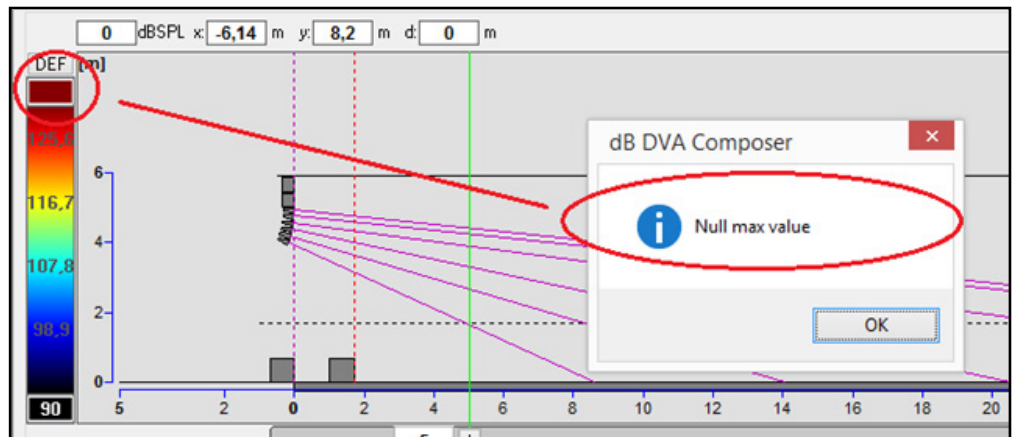 0 dBSPL x: -6,14 m y: 8,2 m d: 0 m
DEF [m]
125,6
6
116,7
4
107,8
2
98,9
0
90
5 2 0 2 4 6 8 10 12 14 16 18 20
dB DVA Composer
Null max value
OK